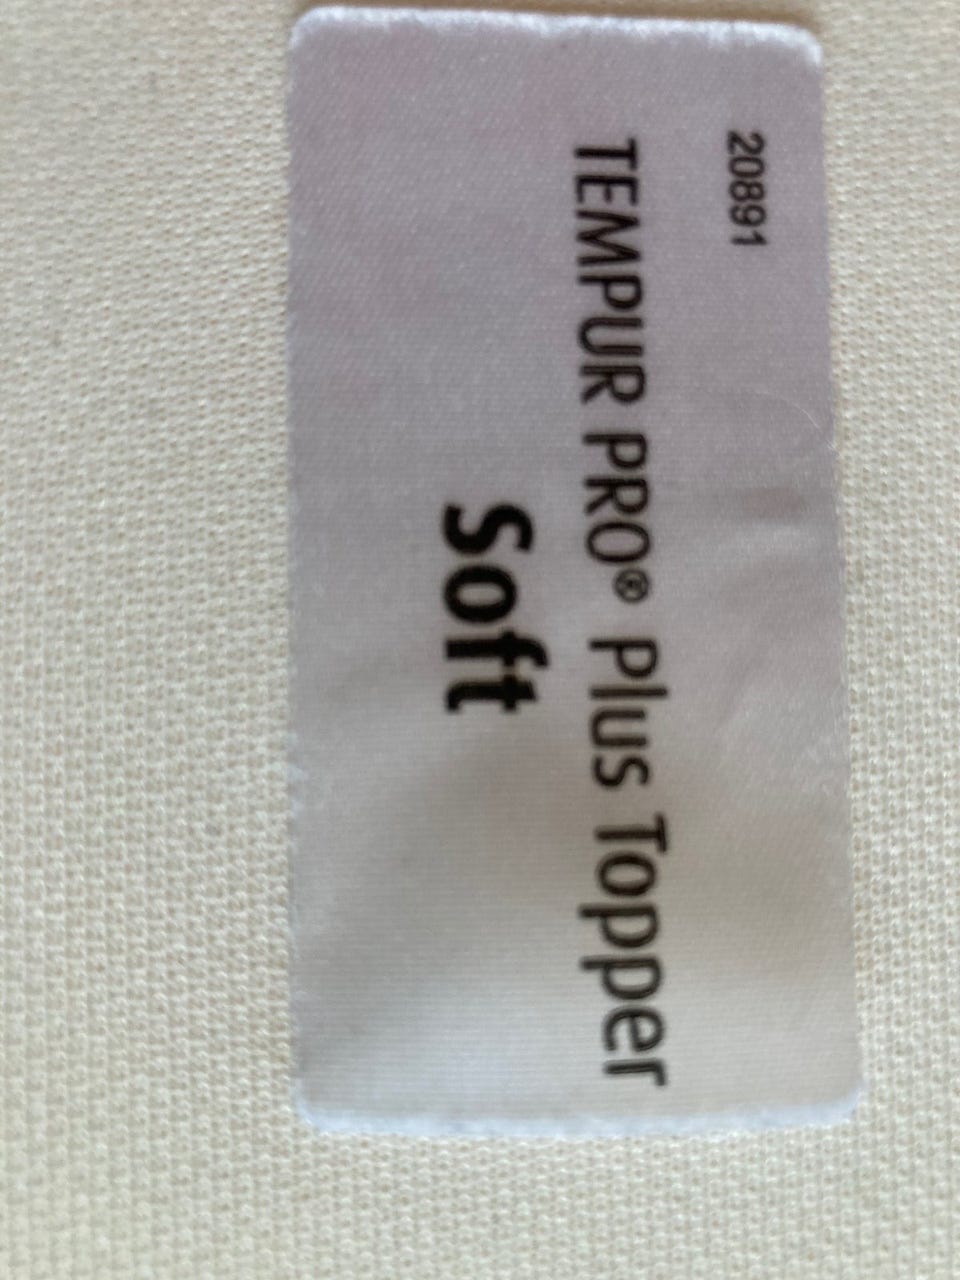 20891
TEMPUR PRO® Plus Topper
Soft